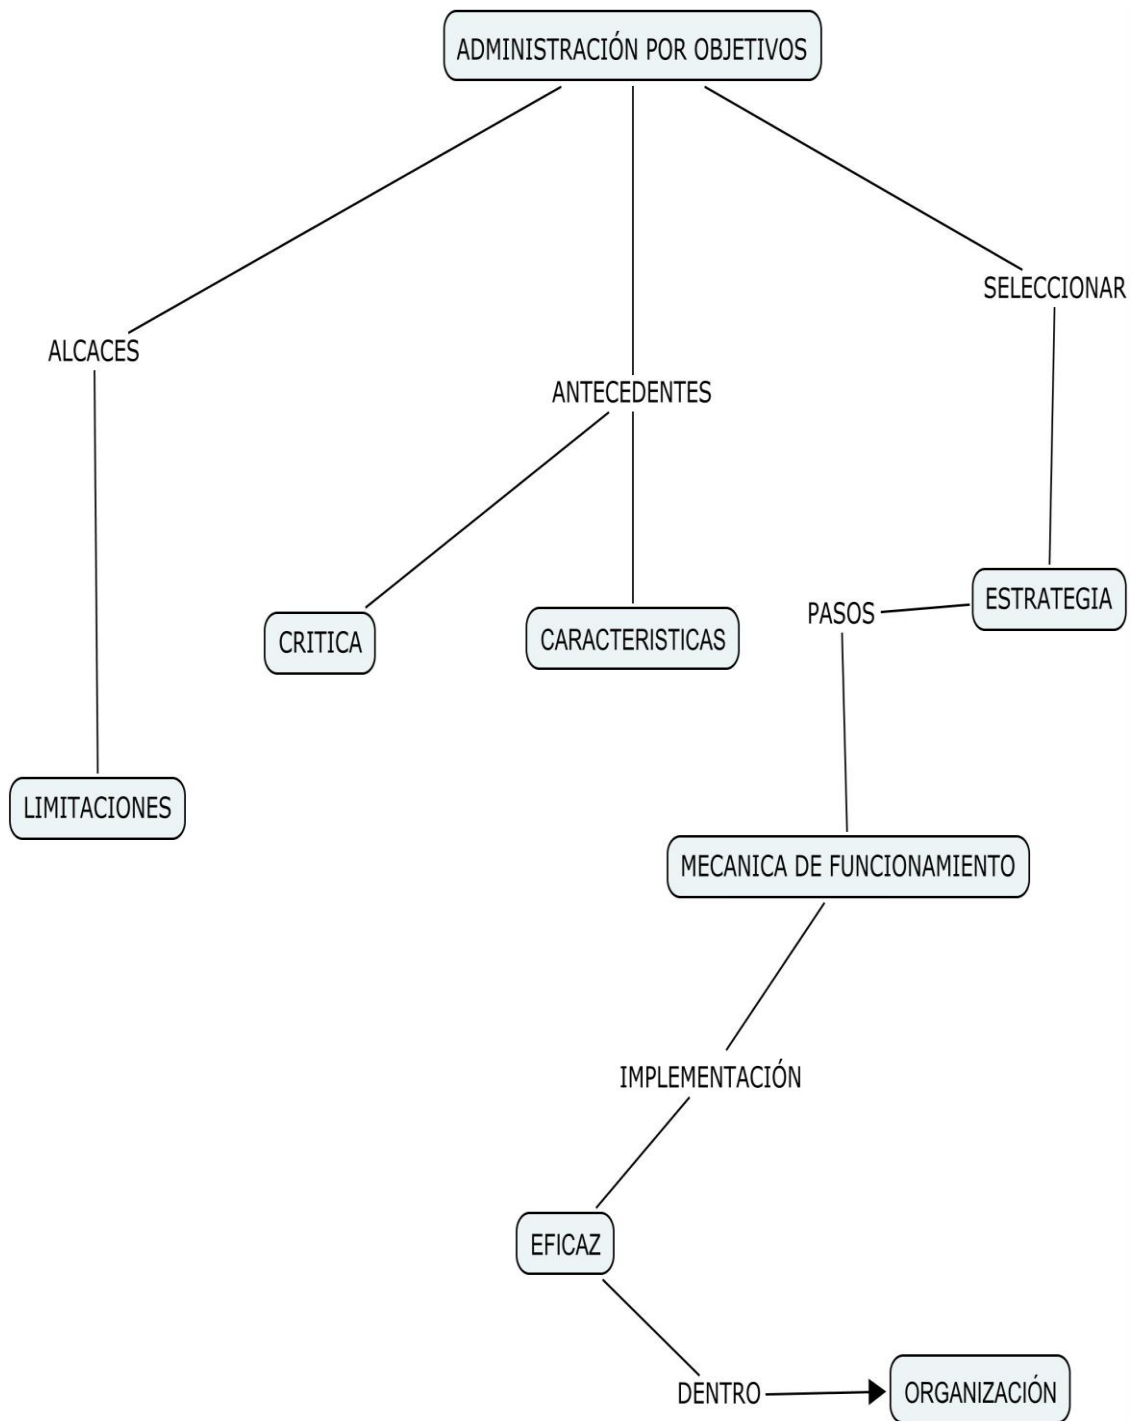 ADMINISTRACIÓN POR OBJETIVOS
SELECCIONAR
ALCACES
ANTECEDENTES
ESTRATEGIA
PASOS
CRITICA
CARACTERISTICAS
LIMITACIONES
MECANICA DE FUNCIONAMIENTO
IMPLEMENTACIÓN
EFICAZ
DENTRO
ORGANIZACIÓN